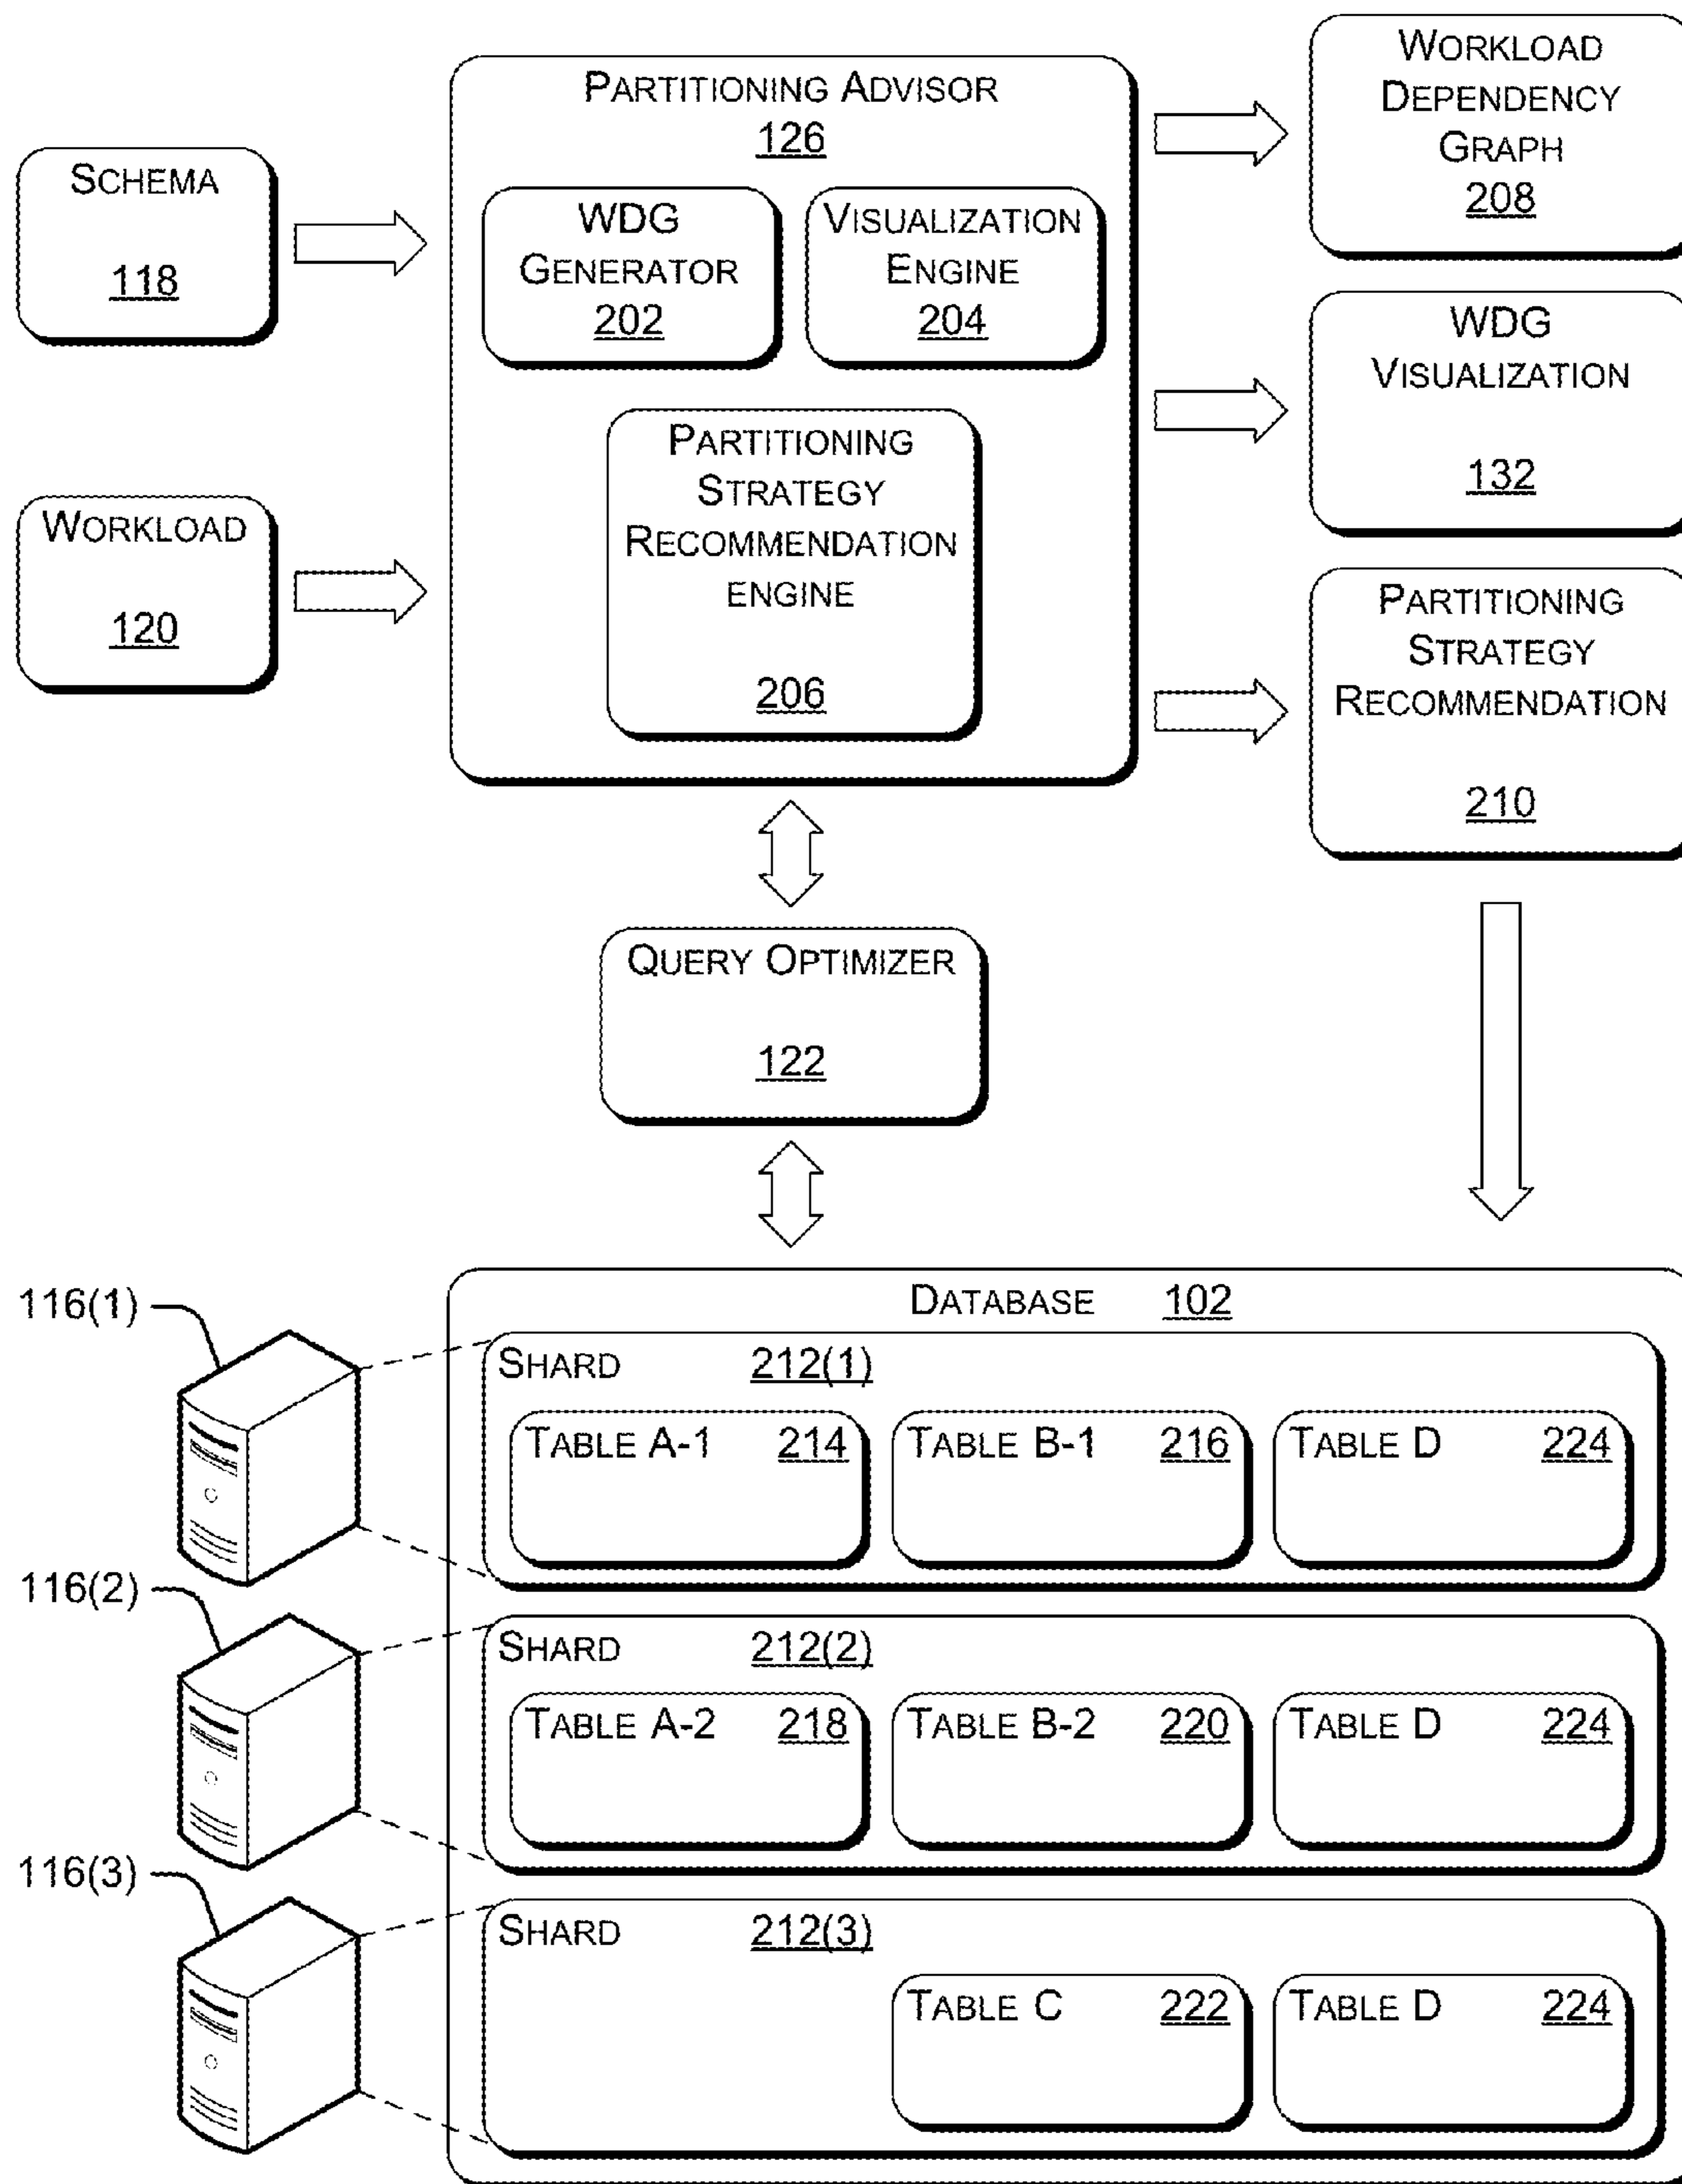 SCHEMA
118
WORKLOAD
120
PARTITIONING ADVISOR
126
WDG
GENERATOR
202
VISUALIZATION
ENGINE
204
PARTITIONING
STRATEGY
RECOMMENDATION
ENGINE
206
WORKLOAD
DEPENDENCY
GRAPH
208
WDG
VISUALIZATION
132
PARTITIONING
STRATEGY
RECOMMENDATION
210
QUERY OPTIMIZER
122
DATABASE 102
116(1)
SHARD 212(1)
TABLE A-1 214
TABLE B-1 216
TABLE D 224
116(2)
SHARD 212(2)
TABLE A-2 218
TABLE B-2 220
TABLE D 224
116(3)
SHARD 212(3)
TABLE C 222
TABLE D 224